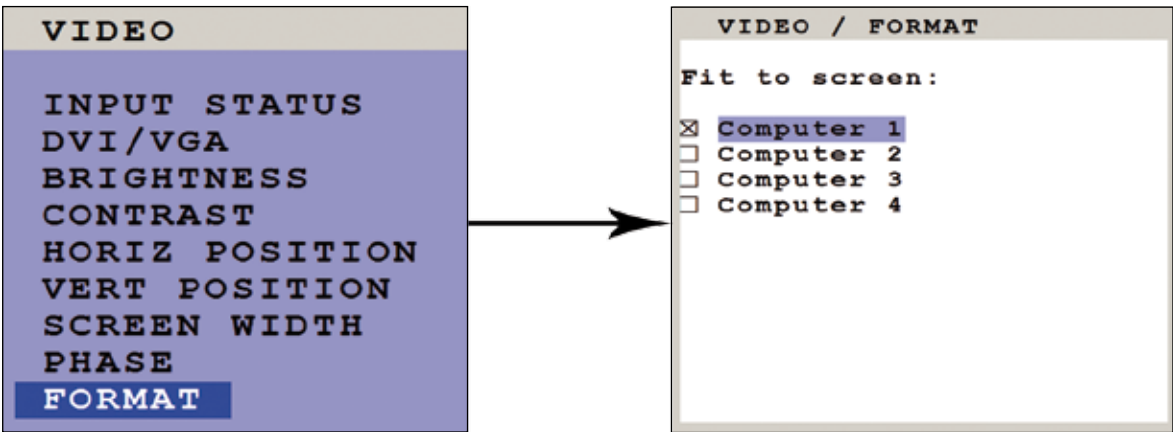 VIDEO
INPUT STATUS
DVI/VGA
BRIGHTNESS
CONTRAST
HORIZ POSITION
VERT POSITION
SCREEN WIDTH
PHASE
FORMAT
VIDEO / FORMAT
Fit to screen:
Computer 1
Computer 2
Computer 3
Computer 4